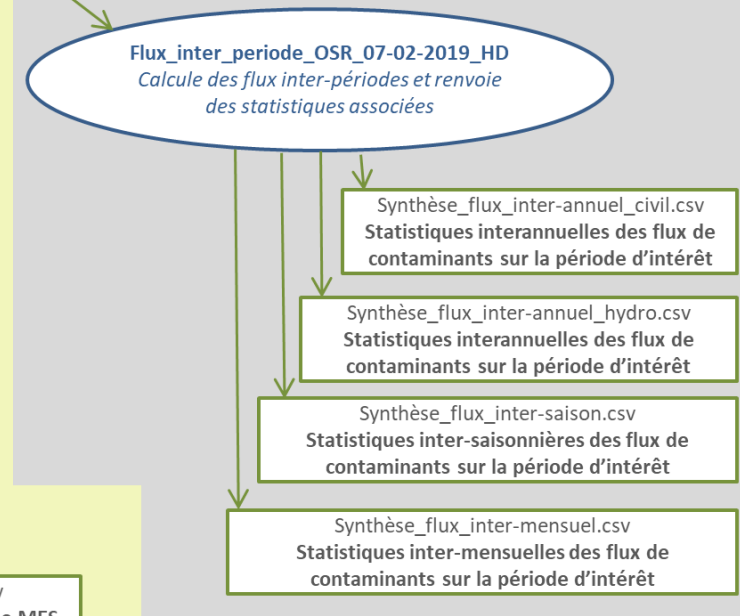 Flux_inter_periode_OSR_07-02-2019_HD
Calcule des flux inter-périodes et renvoie
des statistiques associées
Synthèse_flux_inter-annuel_civil.csv
Statistiques interannuelles des flux de
contaminants sur la période d’intérêt
Synthèse_flux_inter-annuel_hydro.csv
Statistiques interannuelles des flux de
contaminants sur la période d’intérêt
Synthèse_flux_inter-saison.csv
Statistiques inter-saisonnières des flux de
contaminants sur la période d’intérêt
Synthèse_flux_inter-mensuel.csv
Statistiques inter-mensuelles des flux de
contaminants sur la période d’intérêt
MES